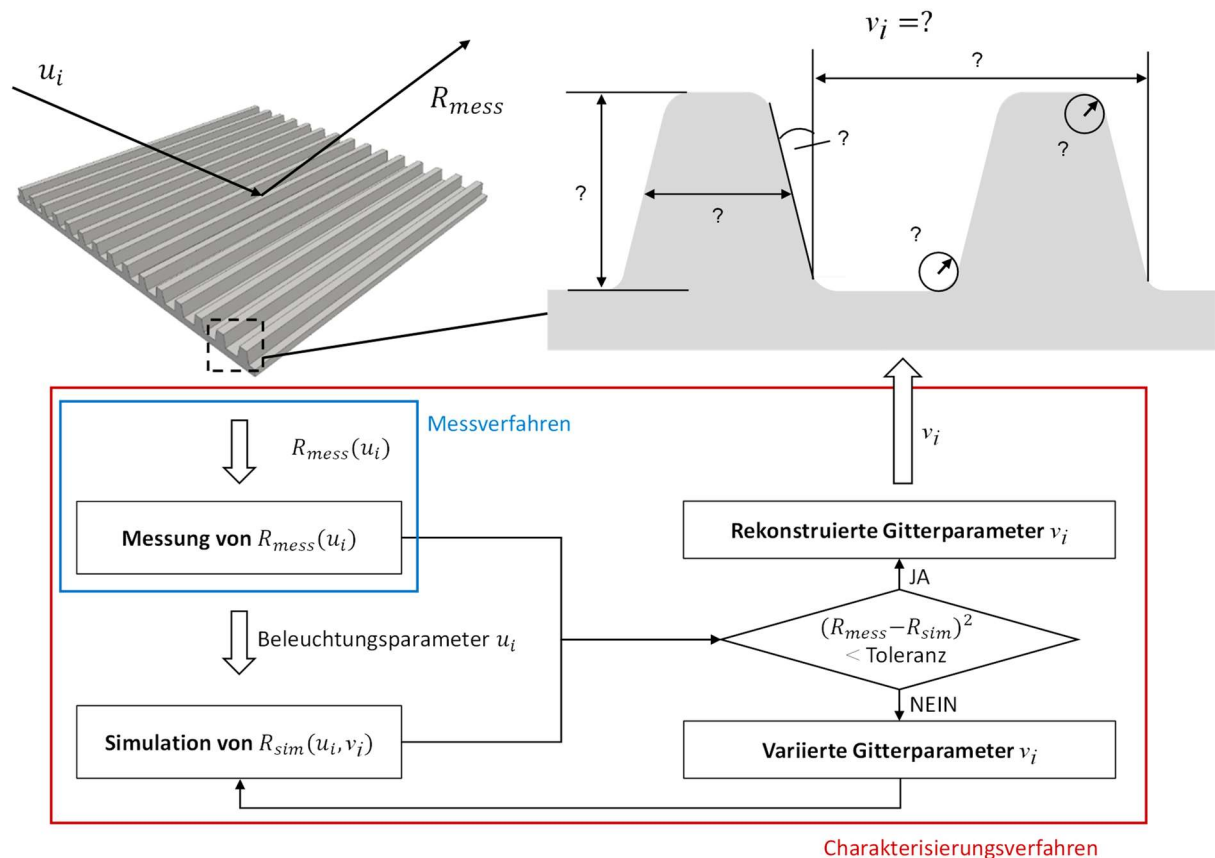 v_i =?
u_i
R_mess
?
?
?
?
?
?
Messverfahren
R_mess(u_i)
v_i
Messung von R_mess(u_i)
Rekonstruierte Gitterparameter v_i
JA
(R_mess−R_sim)^2
< Toleranz
Beleuchtungsparameter u_i
NEIN
Simulation von R_sim(u_i, v_i)
Variierte Gitterparameter v_i
Charakterisierungsverfahren